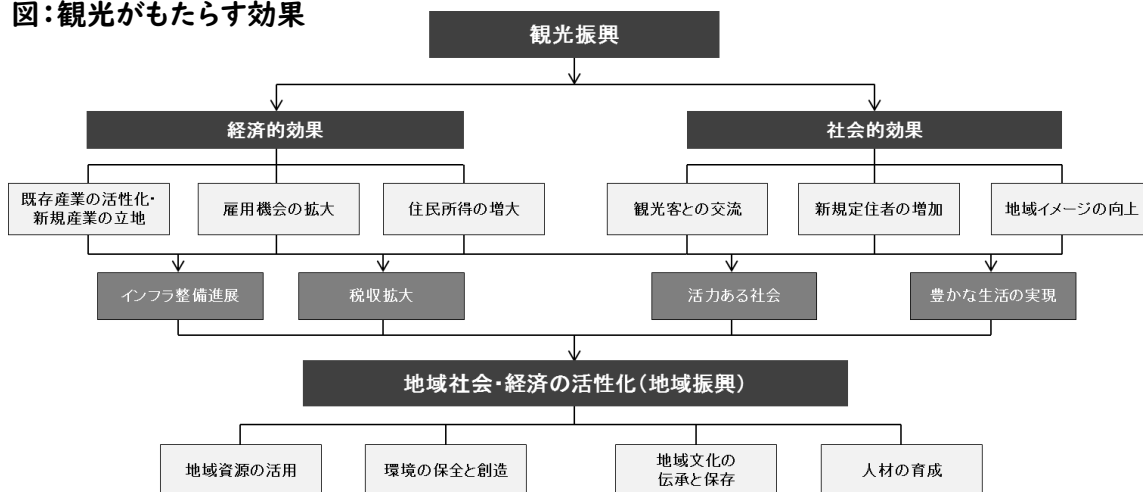 図：観光がもたらす効果
観光振興
経済的効果
社会的効果
既存産業の活性化・
新規産業の立地
雇用機会の拡大
住民所得の増大
観光客との交流
新規定住者の増加
地域イメージの向上
インフラ整備進展
税収拡大
活力ある社会
豊かな生活の実現
地域社会・経済の活性化（地域振興）
地域資源の活用
環境の保全と創造
地域文化の
伝承と保存
人材の育成